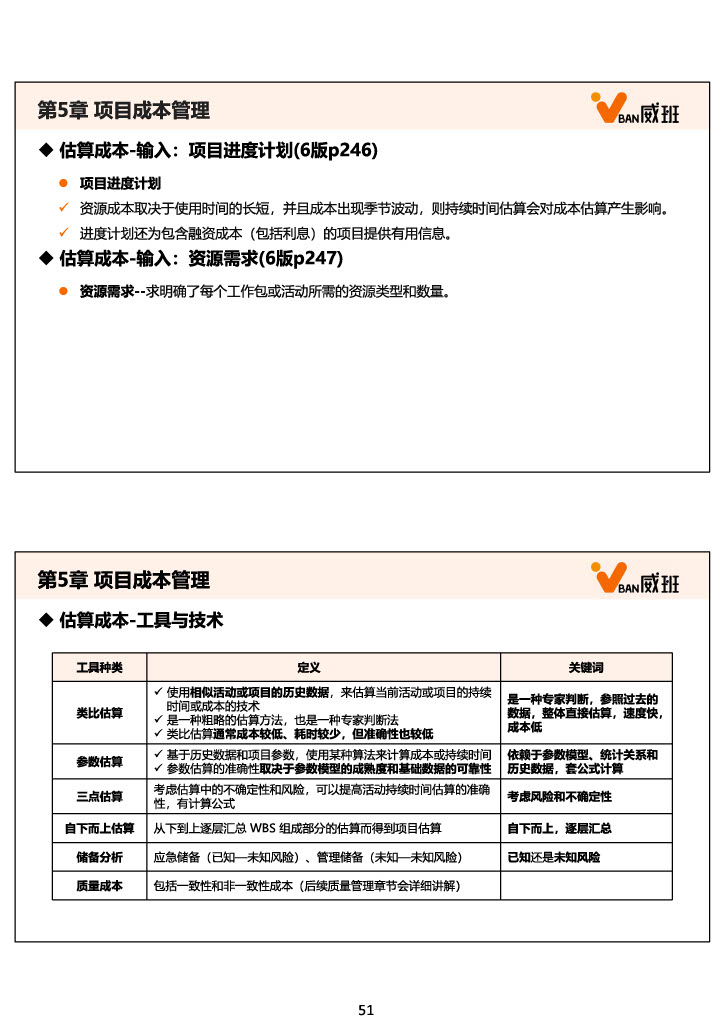 第5章 项目成本管理
BAN威班
◆ 估算成本-输入：项目进度计划(6版p246)
● 项目进度计划
✓ 资源成本取决于使用时间的长短，并且成本出现季节波动，则持续时间估算会对成本估算产生影响。
✓ 进度计划还为包含融资成本（包括利息）的项目提供有用信息。
◆ 估算成本-输入：资源需求(6版p247)
● 资源需求--求明确了每个工作包或活动所需的资源类型和数量。
第5章 项目成本管理
BAN威班
◆ 估算成本-工具与技术
工具种类 定义 关键词
类比估算
✓ 使用相似活动或项目的历史数据，来估算当前活动或项目的持续
时间或成本的技术
✓ 是一种粗略的估算方法，也是一种专家判断法
✓ 类比估算通常成本较低、耗时较少，但准确性也较低
是一种专家判断，参照过去的
数据，整体直接估算，速度快，
成本低
参数估算
✓ 基于历史数据和项目参数，使用某种算法来计算成本或持续时间
✓ 参数估算的准确性取决于参数模型的成熟度和基础数据的可靠性
依赖于参数模型、统计关系和
历史数据，套公式计算
三点估算
考虑估算中的不确定性和风险，可以提高活动持续时间估算的准确
性，有计算公式
考虑风险和不确定性
自下而上估算 从下到上逐层汇总 WBS 组成部分的估算而得到项目估算 自下而上，逐层汇总
储备分析 应急储备（已知—未知风险）、管理储备（未知—未知风险） 已知还是未知风险
质量成本 包括一致性和非一致性成本（后续质量管理章节会详细讲解）
51